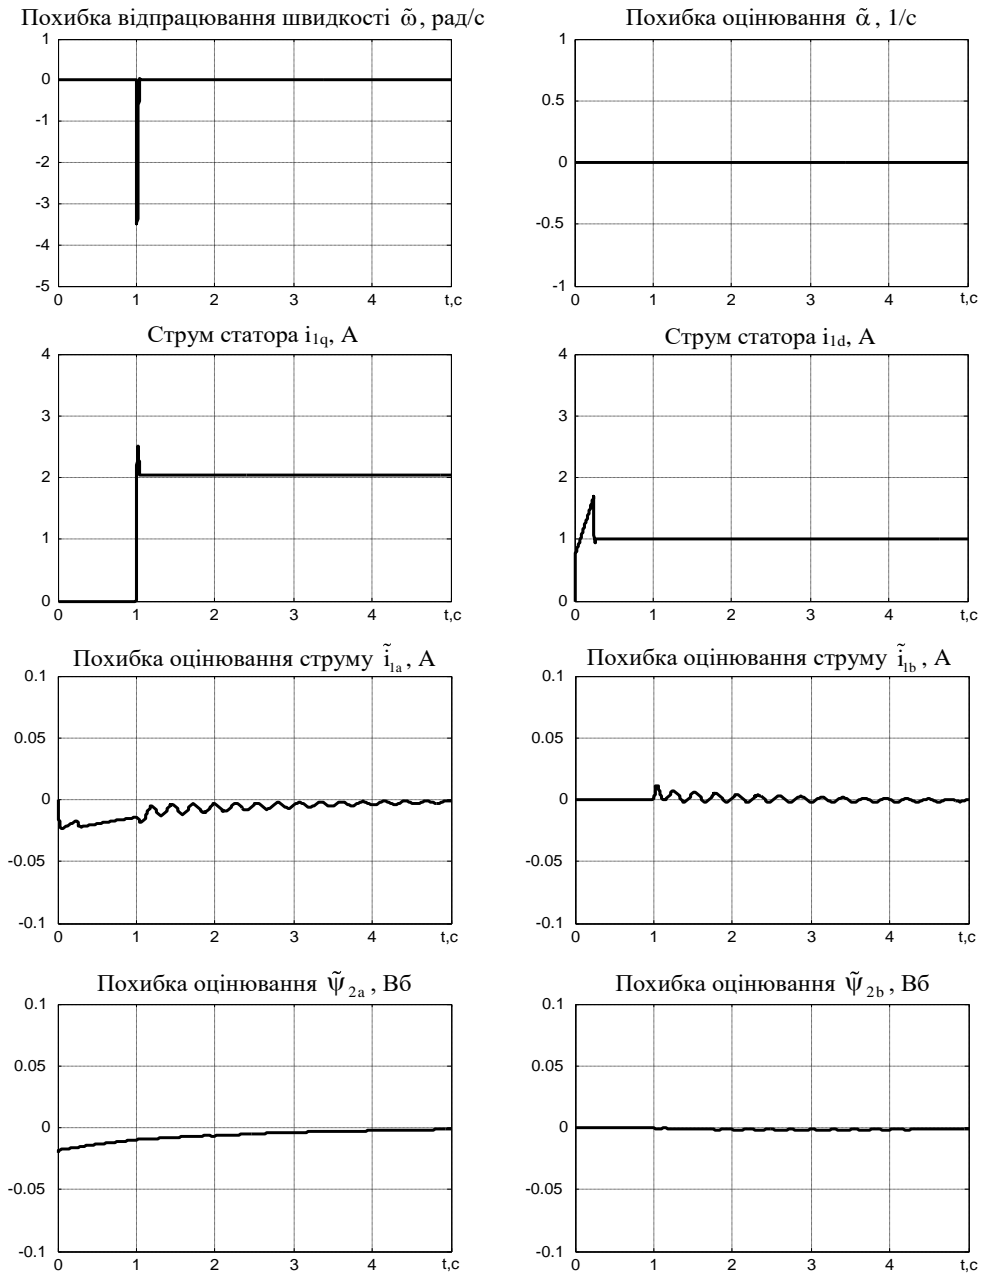 Похибка відпрацювання швидкості ω̃, рад/с
1
0
-1
-2
-3
-4
-5
0 1 2 3 4 t,c
Похибка оцінювання α̃, 1/с
1
0.5
0
-0.5
-1
0 1 2 3 4 t,c
Струм статора i1q, А
4
3
2
1
0
0 1 2 3 4 t,c
Струм статора i1d, А
4
3
2
1
0
0 1 2 3 4 t,c
Похибка оцінювання струму ĩ1a, А
0.1
0.05
0
-0.05
-0.1
0 1 2 3 4 t,c
Похибка оцінювання струму ĩ1b, А
0.1
0.05
0
-0.05
-0.1
0 1 2 3 4 t,c
Похибка оцінювання ψ̃2a, Вб
0.1
0.05
0
-0.05
-0.1
0 1 2 3 4 t,c
Похибка оцінювання ψ̃2b, Вб
0.1
0.05
0
-0.05
-0.1
0 1 2 3 4 t,c